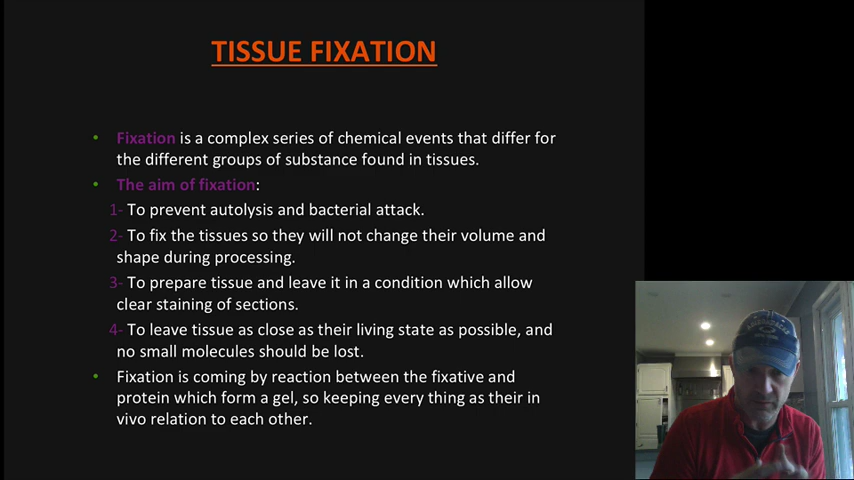 TISSUE FIXATION
• Fixation is a complex series of chemical events that differ for
the different groups of substance found in tissues.
• The aim of fixation:
1- To prevent autolysis and bacterial attack.
2- To fix the tissues so they will not change their volume and
shape during processing.
3- To prepare tissue and leave it in a condition which allow
clear staining of sections.
4- To leave tissue as close as their living state as possible, and
no small molecules should be lost.
• Fixation is coming by reaction between the fixative and
protein which form a gel, so keeping every thing as their in
vivo relation to each other.